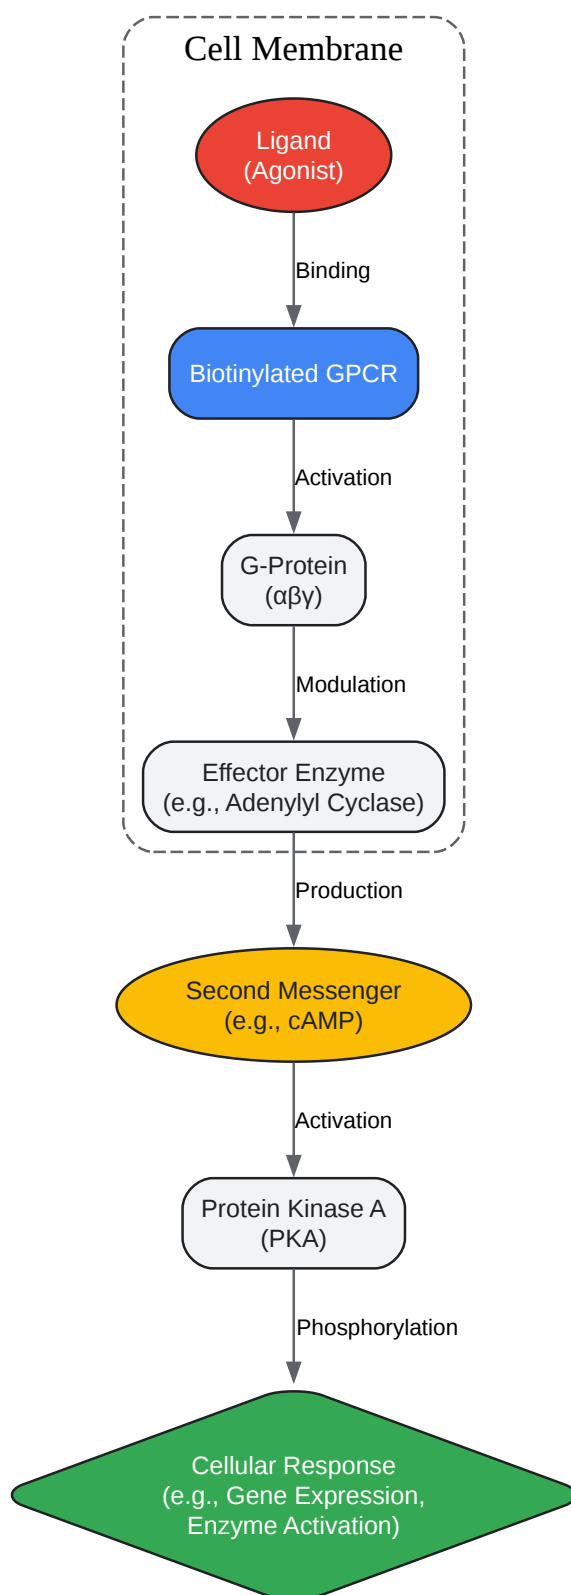 Cell Membrane
Ligand
(Agonist)
Binding
Biotinylated GPCR
Activation
G-Protein
(αβγ)
Modulation
Effector Enzyme
(e.g., Adenylyl Cyclase)
Production
Second Messenger
(e.g., cAMP)
Activation
Protein Kinase A
(PKA)
Phosphorylation
Cellular Response
(e.g., Gene Expression,
Enzyme Activation)